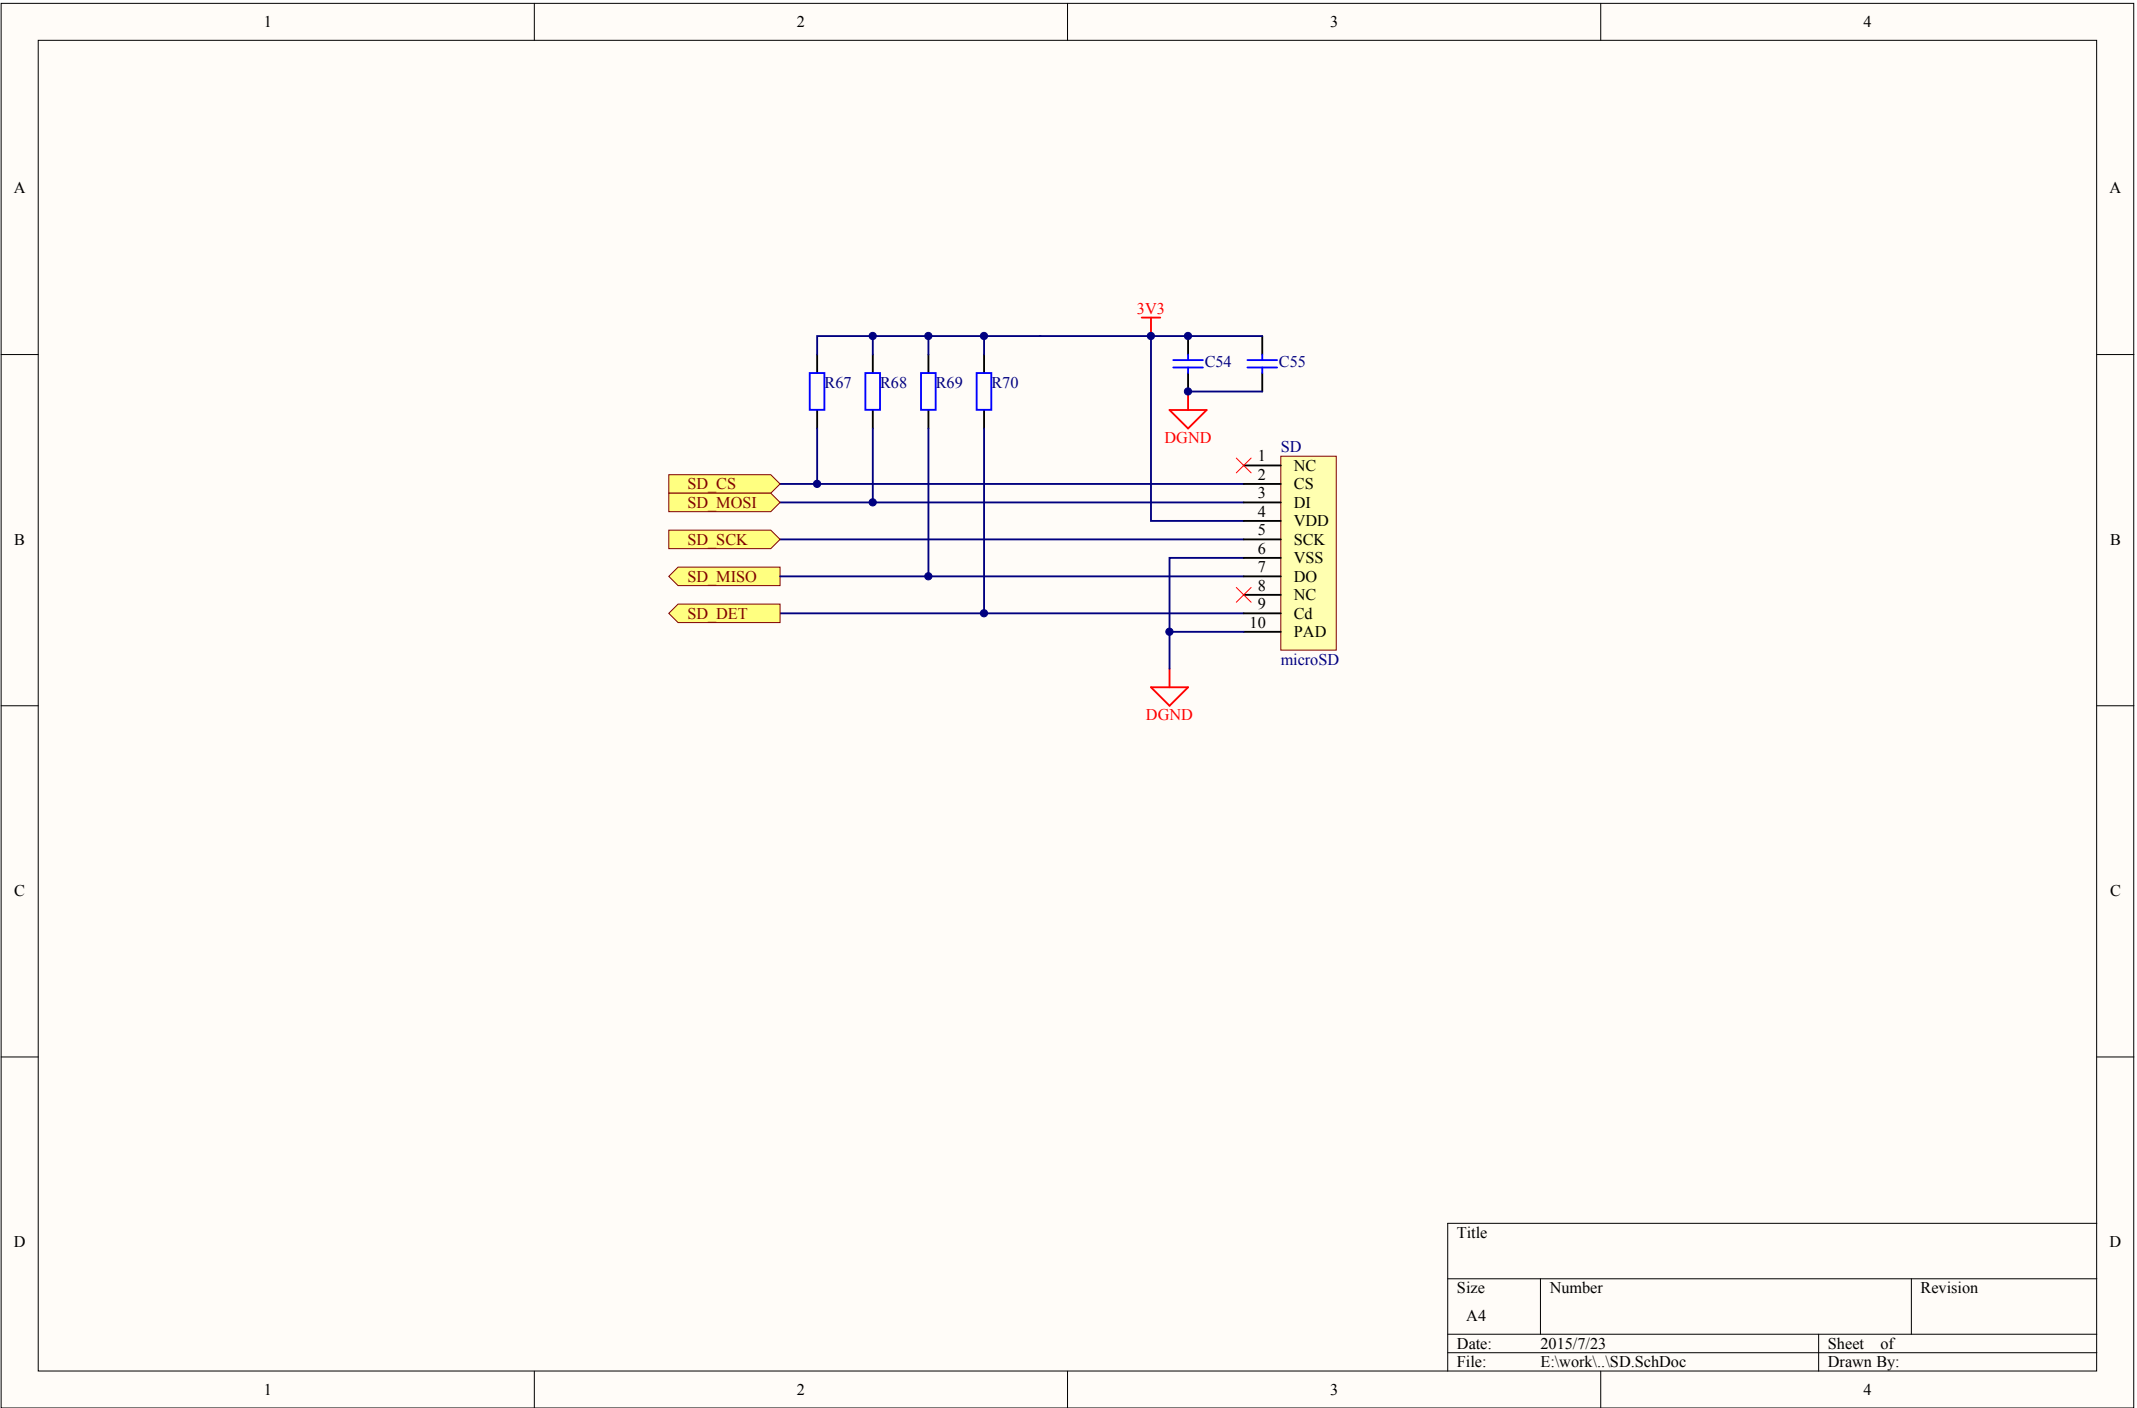 1 2 3 4
A A
3V3
C54 C55
R67 R68 R69 R70
DGND
SD
1 NC
SD_CS 2 CS
SD_MOSI 3 DI
4 VDD
SD_SCK 5 SCK
B B
6 VSS
SD_MISO 7 DO
8 NC
SD_DET 9 Cd
10 PAD
microSD
DGND
C C
D D
Title
Size Number Revision
A4
Date: 2015/7/23 Sheet of
File: E:\work\..\SD.SchDoc Drawn By:
1 2 3 4